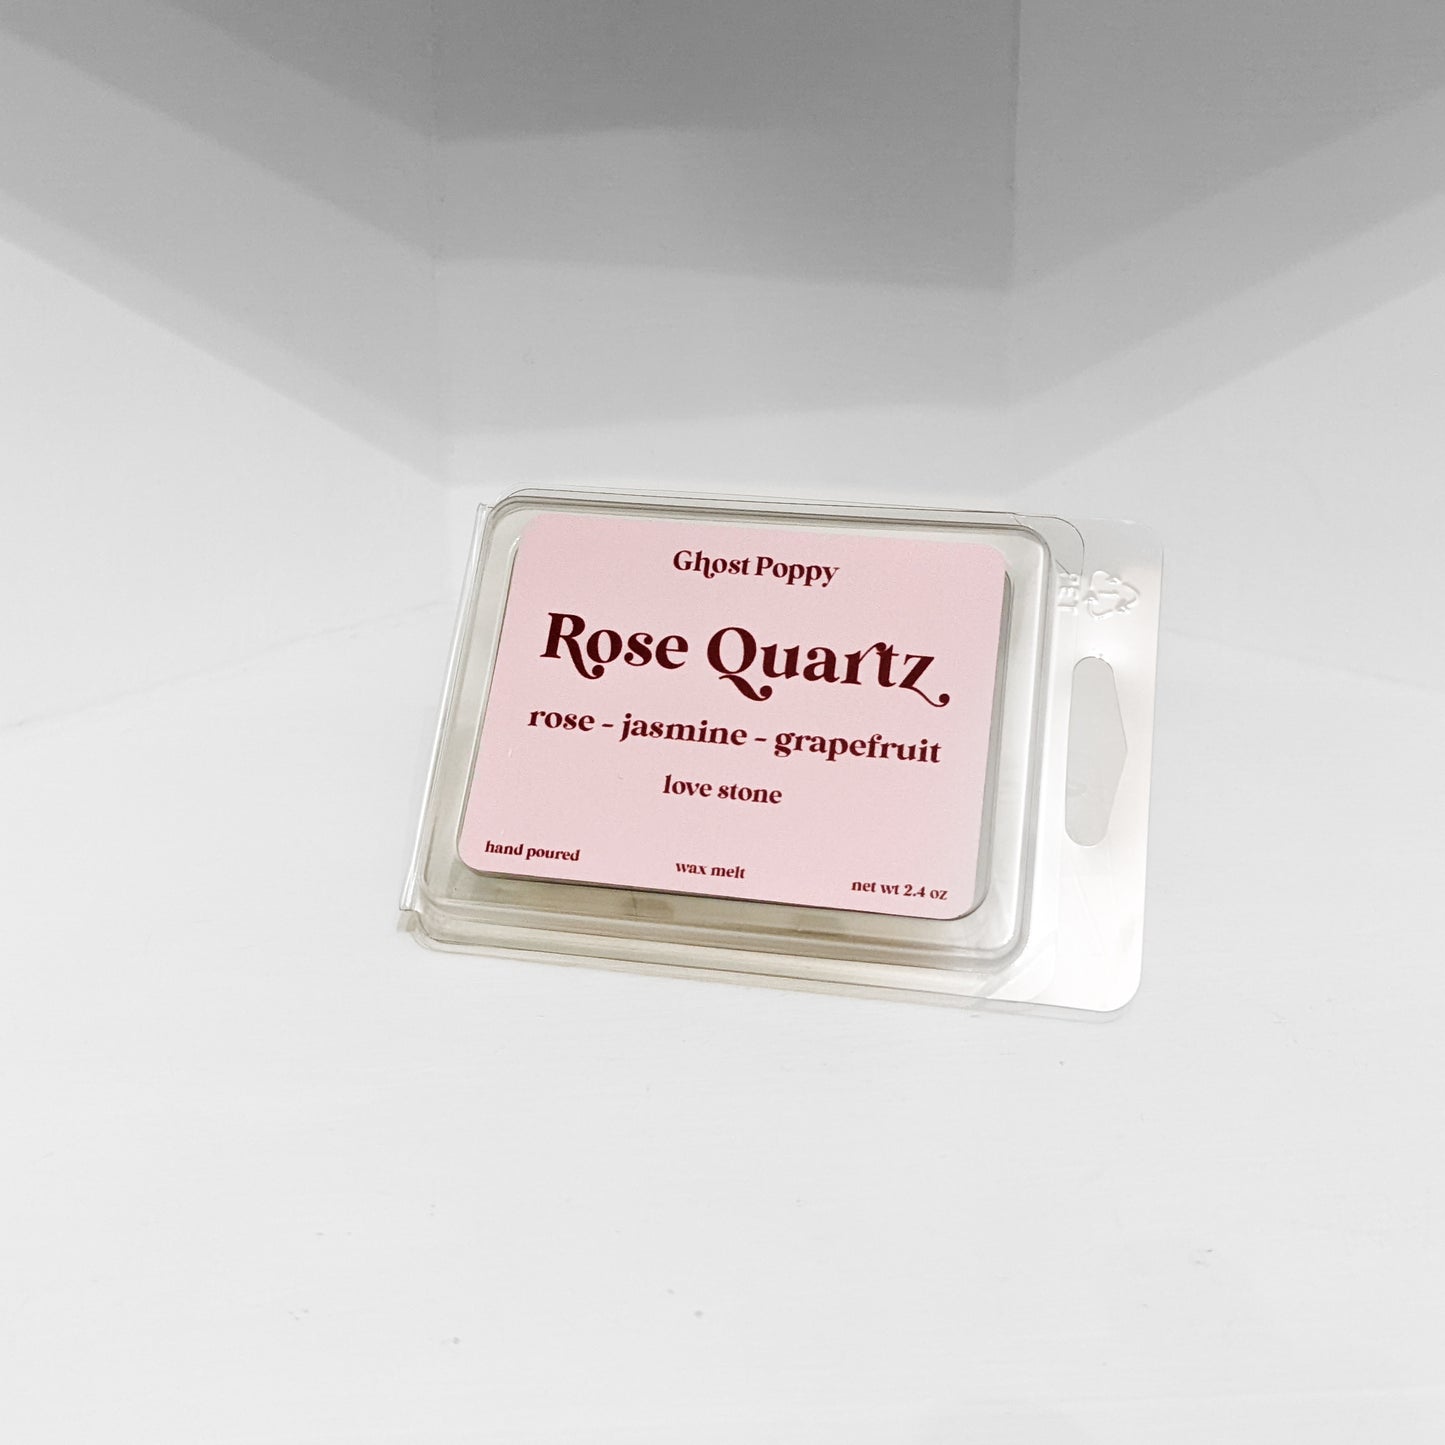 Ghost Poppy
Rose Quartz
rose - jasmine - grapefruit
love stone
hand poured
wax melt
net wt 2.4 oz